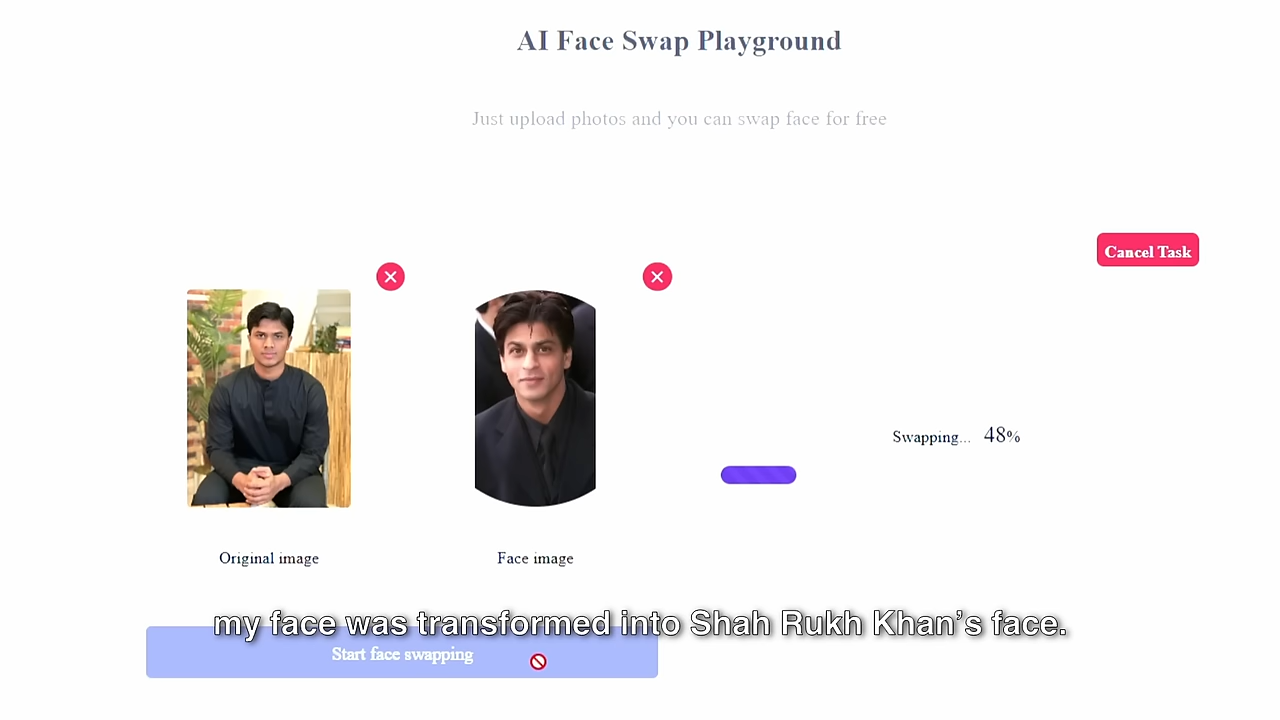 AI Face Swap Playground
Just upload photos and you can swap face for free
Cancel Task
Swapping... 48%
Original image
Face image
my face was transformed into Shah Rukh Khan’s face.
Start face swapping